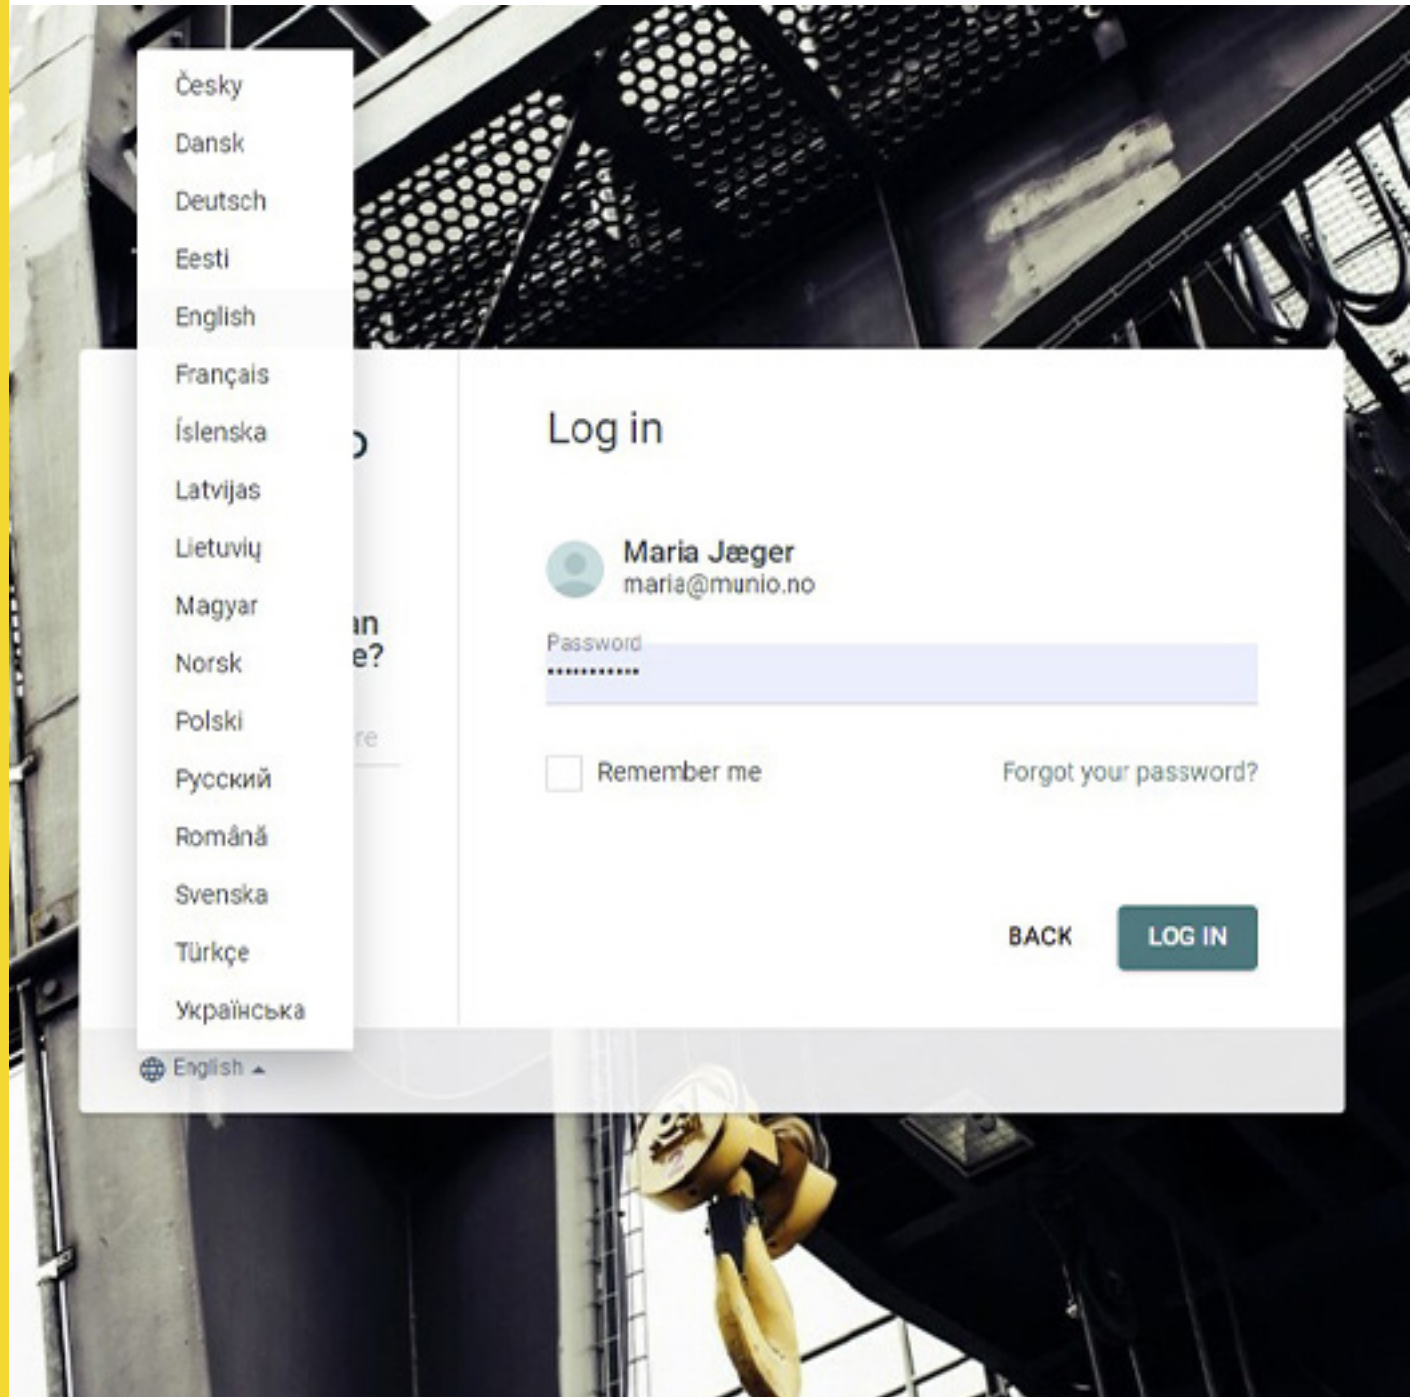 Česky
Dansk
Deutsch
Eesti
English
Français
Íslenska
Latvijas
Lietuvių
Magyar
Norsk
Polski
Русский
Română
Svenska
Türkçe
Українська
English
Log in
Maria Jæger
maria@munio.no
Password
Remember me
Forgot your password?
BACK
LOG IN